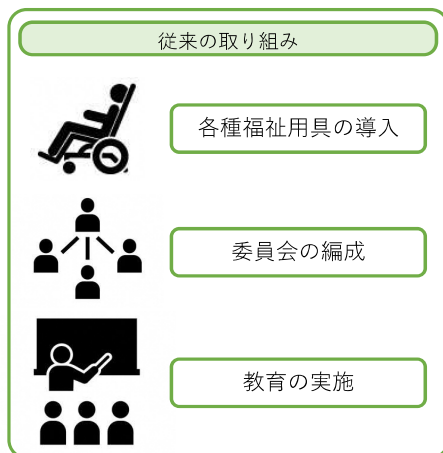 従来の取り組み
各種福祉用具の導入
委員会の編成
教育の実施